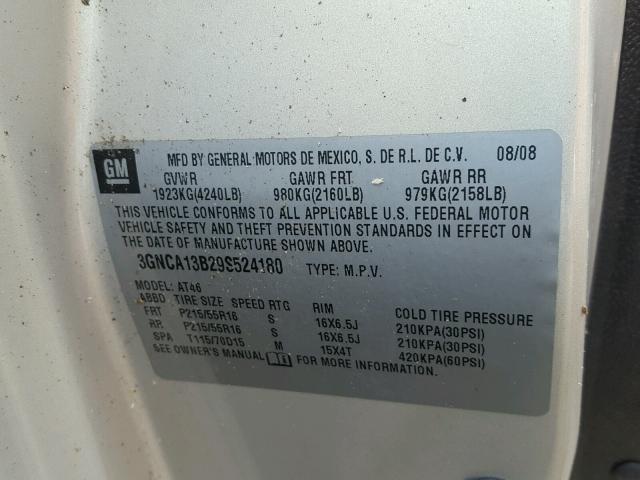 GM
MFD BY GENERAL MOTORS DE MEXICO, S. DE R.L. DE C.V. 08/08
GVWR GAWR FRT GAWR RR
1923KG(4240LB) 980KG(2160LB) 979KG(2158LB)
THIS VEHICLE CONFORMS TO ALL APPLICABLE U.S. FEDERAL MOTOR
VEHICLE SAFETY AND THEFT PREVENTION STANDARDS IN EFFECT ON
THE DATE OF MANUFACTURE SHOWN ABOVE.
3GNCA13B29S524180 TYPE: M.P.V.
MODEL: AT46
ABBD TIRE SIZE SPEED RTG RIM COLD TIRE PRESSURE
FRT P215/55R16 S 16X6.5J 210KPA(30PSI)
RR P215/55R16 S 16X6.5J 210KPA(30PSI)
SPA T115/70D15 M 15X4T 420KPA(60PSI)
SEE OWNER'S MANUAL FOR MORE INFORMATION.